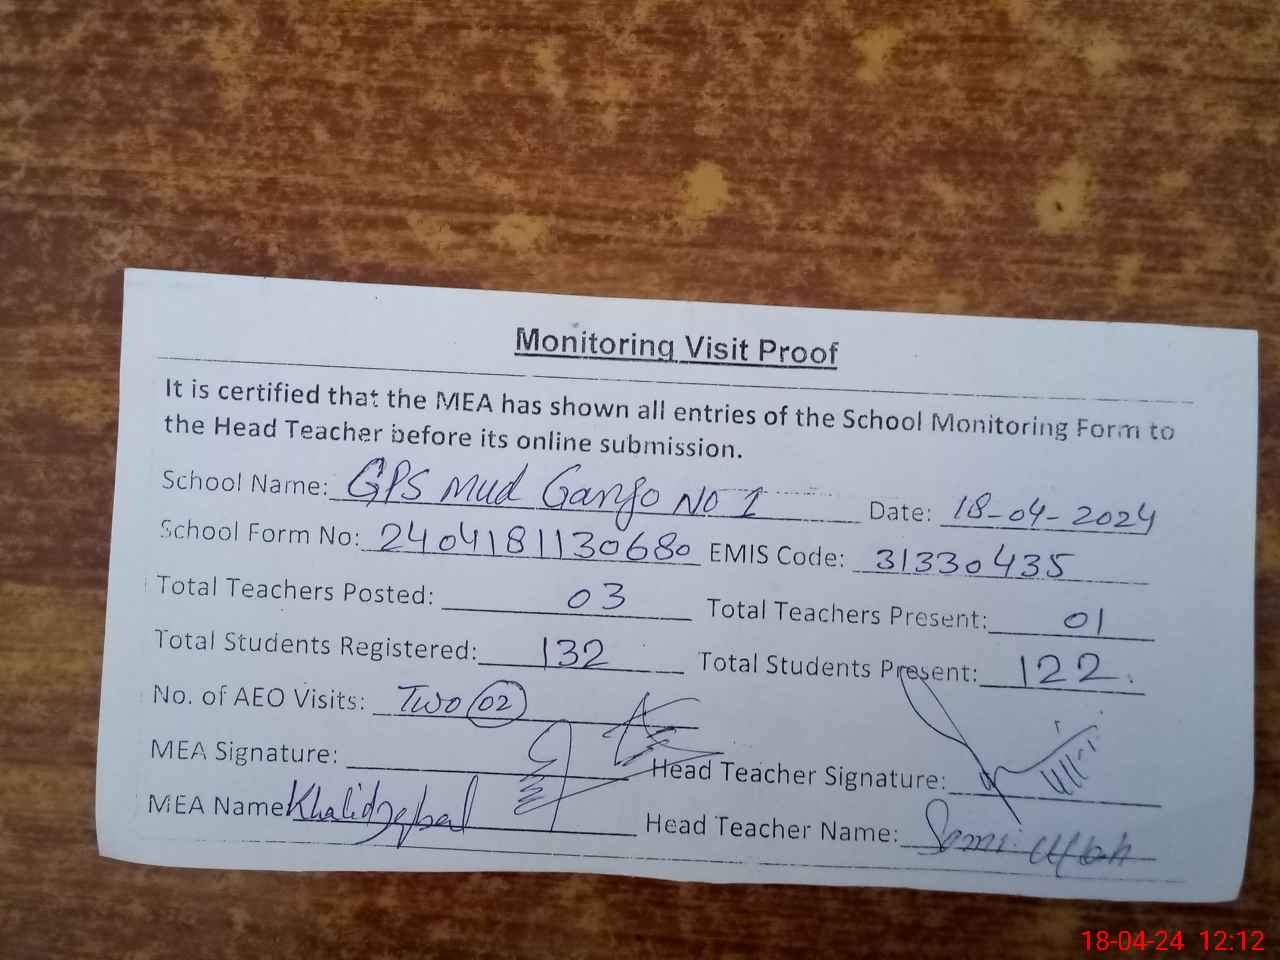 Monitoring Visit Proof
It is certified that the MEA has shown all entries of the School Monitoring Form to
the Head Teacher before its online submission.
School Name: GPS Mud Ganjo NO 1 Date: 18-04-2024
School Form No: 2404181130680 EMIS Code: 31330435
Total Teachers Posted: 03 Total Teachers Present: 01
Total Students Registered: 132 Total Students Present: 122.
No. of AEO Visits: Two 02
MEA Signature: Head Teacher Signature:
MEA Name Khalid Iqbal Head Teacher Name: Sami
18-04-24 12:12